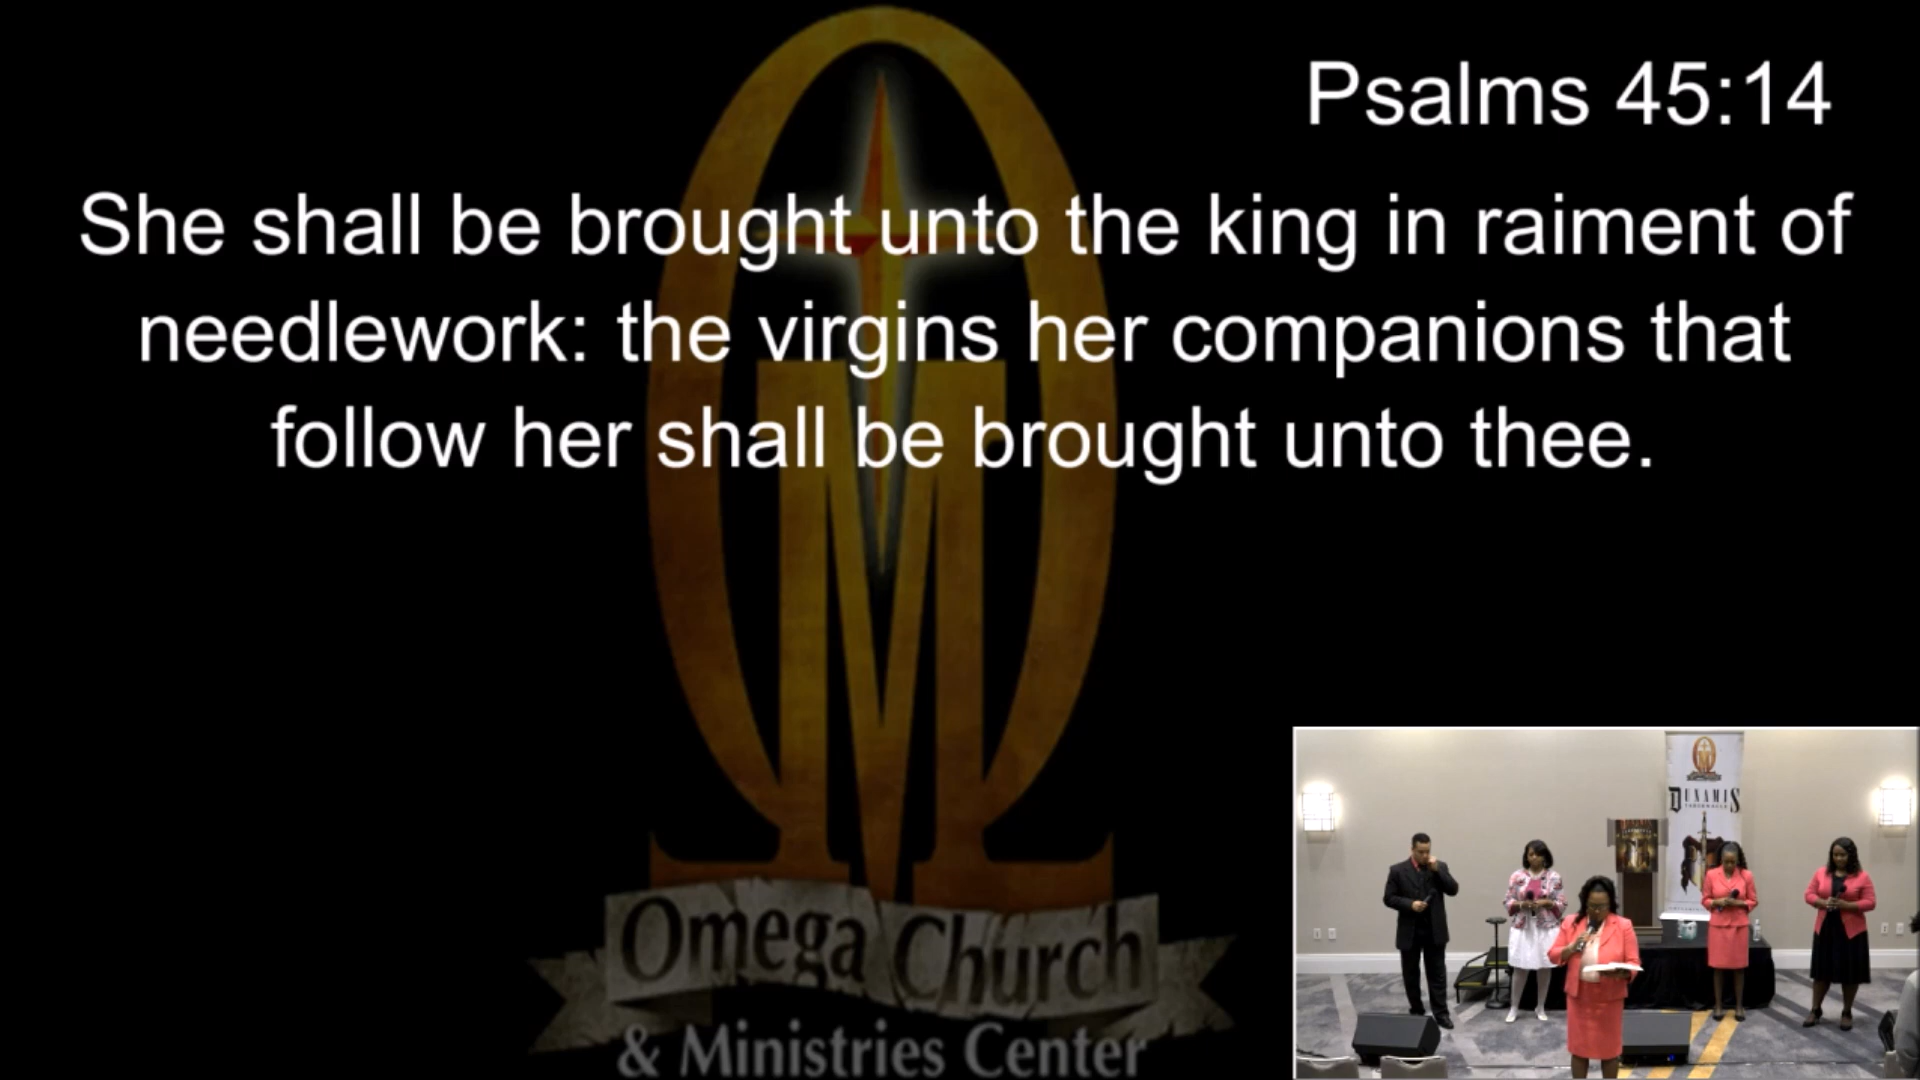 Psalms 45:14
She shall be brought unto the king in raiment of
needlework: the virgins her companions that
follow her shall be brought unto thee.
Omega Church
& Ministries Center
DUNAMIS
TABERNACLE